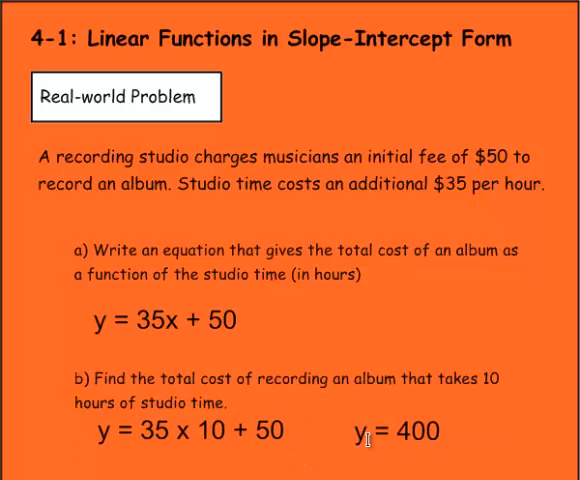 4-1: Linear Functions in Slope-Intercept Form
Real-world Problem
A recording studio charges musicians an initial fee of $50 to
record an album. Studio time costs an additional $35 per hour.
a) Write an equation that gives the total cost of an album as
a function of the studio time (in hours)
y = 35x + 50
b) Find the total cost of recording an album that takes 10
hours of studio time.
y = 35 x 10 + 50 y = 400